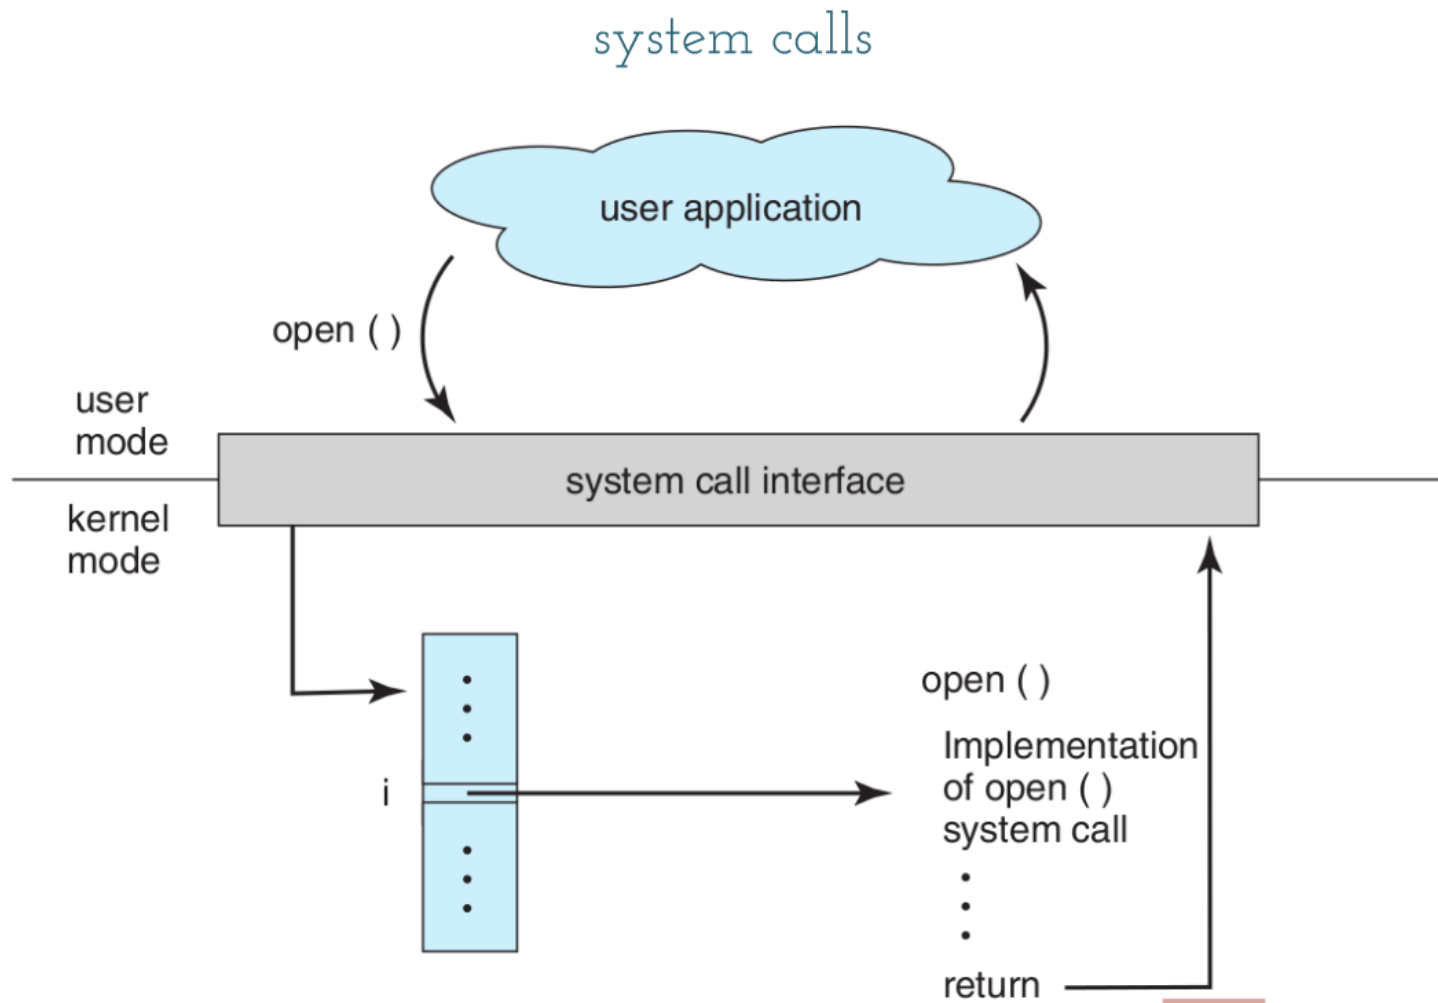 system calls
user application
open ( )
user
mode
system call interface
kernel
mode
open ( )
Implementation
i
of open ( )
system call
return